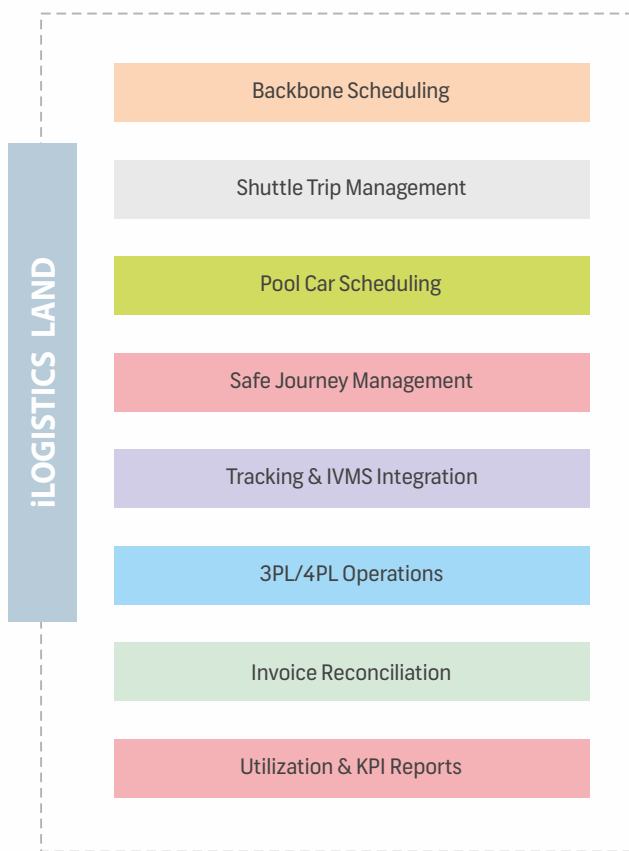 Backbone Scheduling
Shuttle Trip Management
Pool Car Scheduling
Safe Journey Management
Tracking & IVMS Integration
3PL/4PL Operations
Invoice Reconciliation
Utilization & KPI Reports
iLOGISTICS LAND